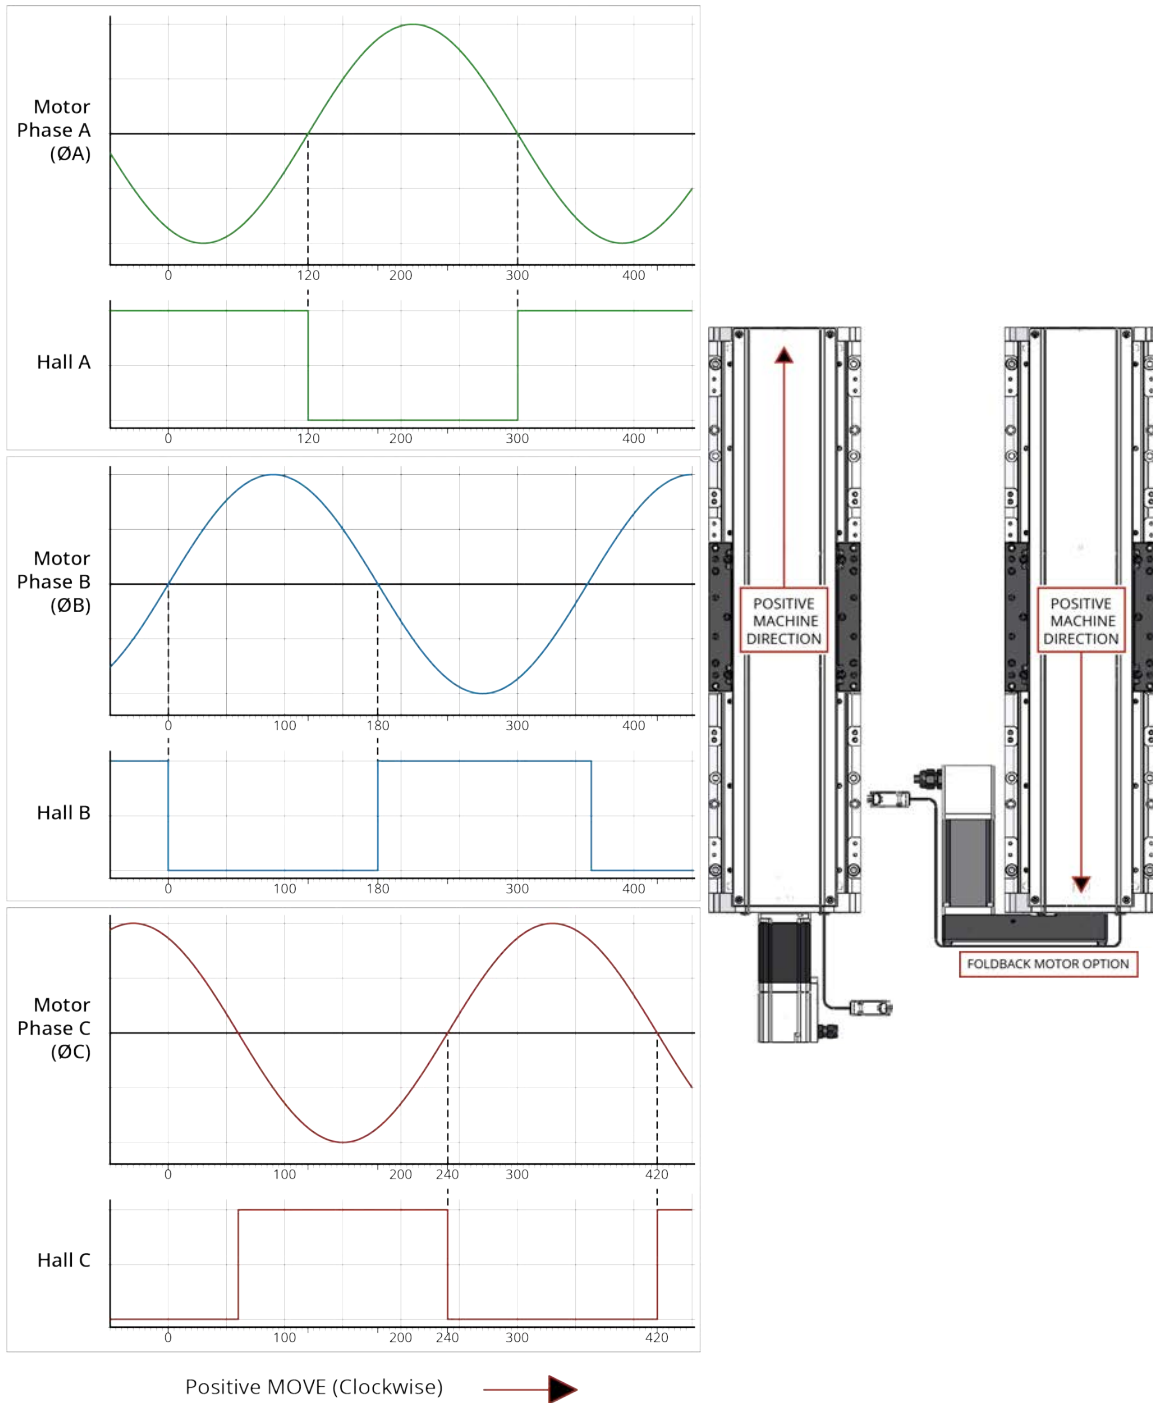 Motor
Phase A
(ØA)
0 120 200 300 400
Hall A
0 120 200 300 400
Motor
Phase B
(ØB)
0 100 180 300 400
Hall B
0 100 180 300 400
Motor
Phase C
(ØC)
0 100 200 240 300 420
Hall C
0 100 200 240 300 420
Positive MOVE (Clockwise)
POSITIVE
MACHINE
DIRECTION
POSITIVE
MACHINE
DIRECTION
FOLDBACK MOTOR OPTION